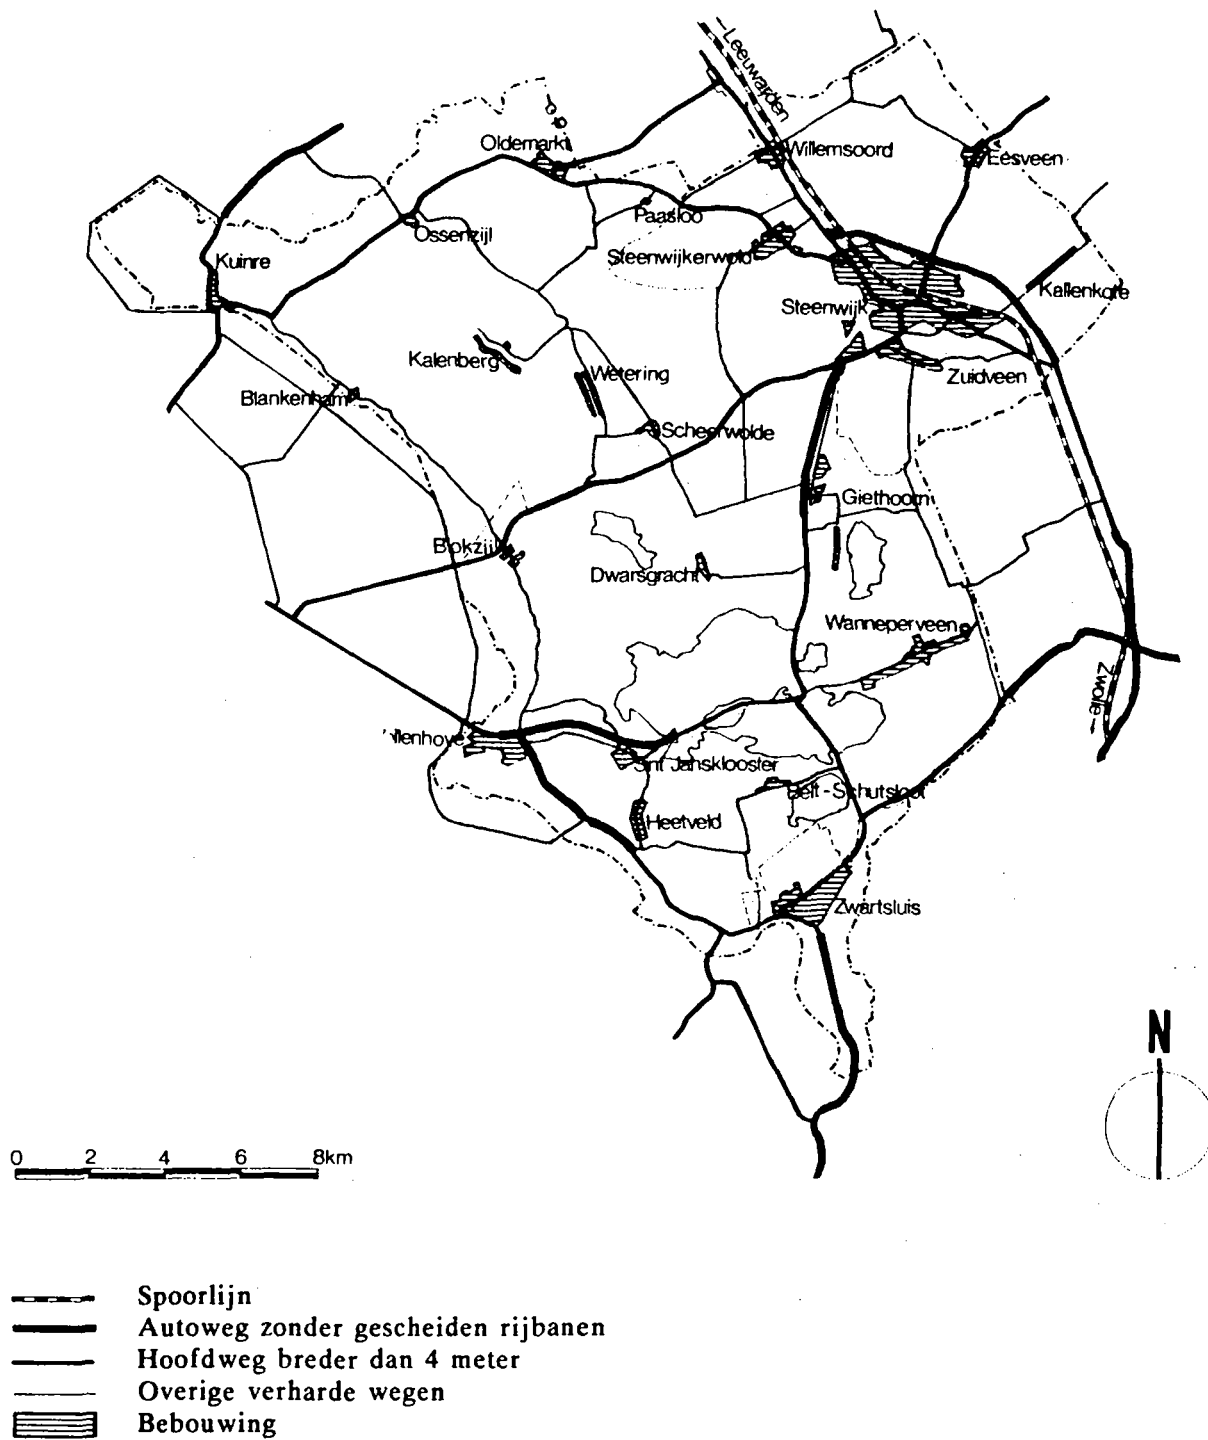 Leeuwarden
Oldemarkt
Willemsoord
Eesveen
Paasloo
Ossenzijl
Steenwijkerwold
Kuinre
Kallenkote
Steenwijk
Kalenberg
Wetering
Zuidveen
Blankenham
Scheerwolde
Giethoorn
Blokzijl
Dwarsgracht
Wanneperveen
Zwolle
llenhove
Sint Jansklooster
Belt-Schutsloot
Heetveld
Zwartsluis
N
0 2 4 6 8km
Spoorlijn
Autoweg zonder gescheiden rijbanen
Hoofdweg breder dan 4 meter
Overige verharde wegen
Bebouwing